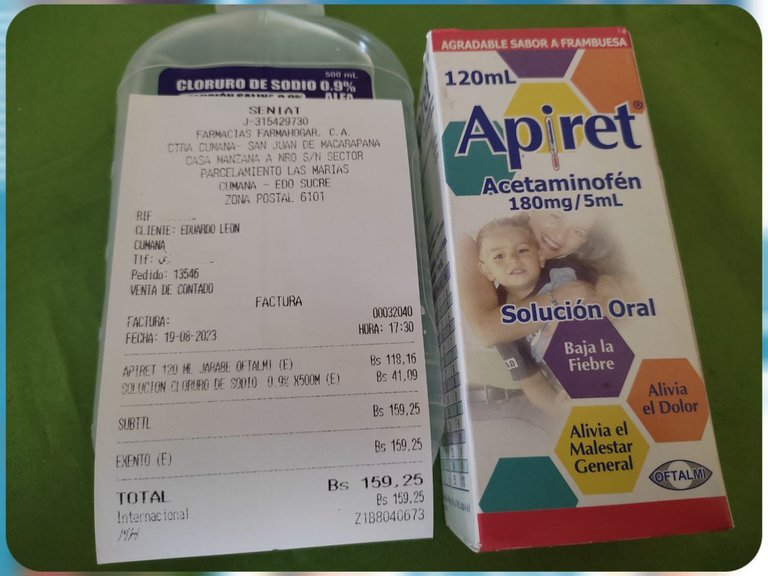 500 mL
CLORURO DE SODIO 0.9%
SENIAT
J-315429730
FARMACIAS FARMAHOGAR, C.A.
CTRA CUMANA- SAN JUAN DE MACARAPANA
CASA MANZANA A NRO S/N SECTOR
PARCELAMIENTO LAS MARIAS
CUMANA - EDO SUCRE
ZONA POSTAL 6101
RIF
CLIENTE: EDUARDO LEON
CUMANA
Tlf:
Pedido: 13546
VENTA DE CONTADO
FACTURA
FACTURA: 00032040
FECHA: 19-08-2023 HORA: 17:30
APIRET 120 ML JARABE OFTALMI (E) Bs 118,16
SOLUCION CLORURO DE SODIO 0.9% X500M (E) Bs 41,09
SUBTTL Bs 159,25
EXENTO (E) Bs 159,25
TOTAL Bs 159,25
Bs 159,25
Internacional
Z1B8040673
MH
AGRADABLE SABOR A FRAMBUESA
120mL
Apiret®
Acetaminofén
180mg/5mL
Solución Oral
Baja la
Fiebre
Alivia
el Dolor
Alivia el
Malestar
General
OFTALMI